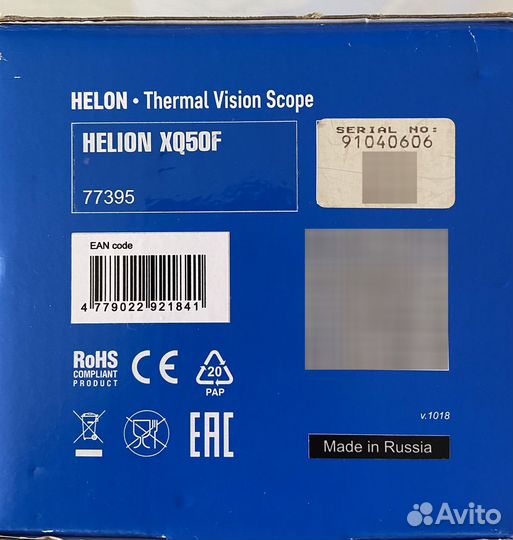 HELON • Thermal Vision Scope
HELION XQ50F
77395
SERIAL NO:
91040606
EAN code
4 779022 921841
RoHS
COMPLIANT
PRODUCT
CE
20
PAP
EAC
v.1018
Made in Russia
Avito